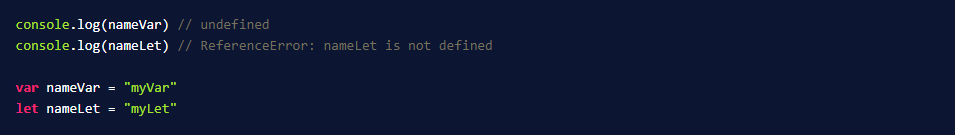 console.log(nameVar) // undefined
console.log(nameLet) // ReferenceError: nameLet is not defined
var nameVar = "myVar"
let nameLet = "myLet"